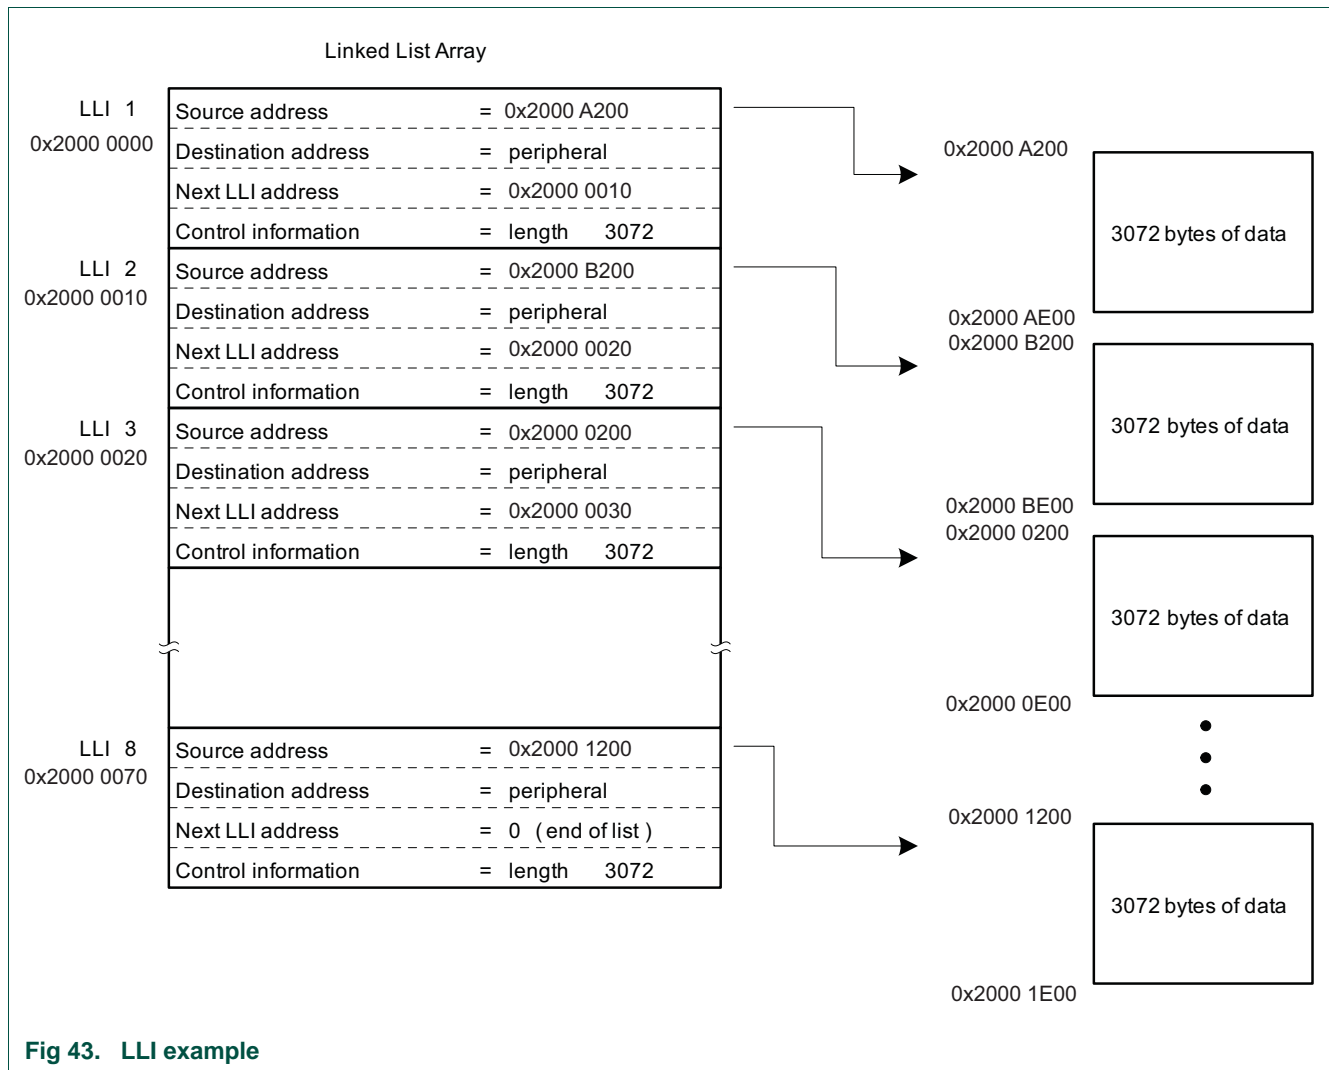 Linked List Array
LLI 1
0x2000 0000
Source address = 0x2000 A200
Destination address = peripheral
Next LLI address = 0x2000 0010
Control information = length 3072
LLI 2
0x2000 0010
Source address = 0x2000 B200
Destination address = peripheral
Next LLI address = 0x2000 0020
Control information = length 3072
LLI 3
0x2000 0020
Source address = 0x2000 0200
Destination address = peripheral
Next LLI address = 0x2000 0030
Control information = length 3072
LLI 8
0x2000 0070
Source address = 0x2000 1200
Destination address = peripheral
Next LLI address = 0 (end of list)
Control information = length 3072
0x2000 A200
3072 bytes of data
0x2000 AE00
0x2000 B200
3072 bytes of data
0x2000 BE00
0x2000 0200
3072 bytes of data
0x2000 0E00
0x2000 1200
3072 bytes of data
0x2000 1E00
Fig 43. LLI example